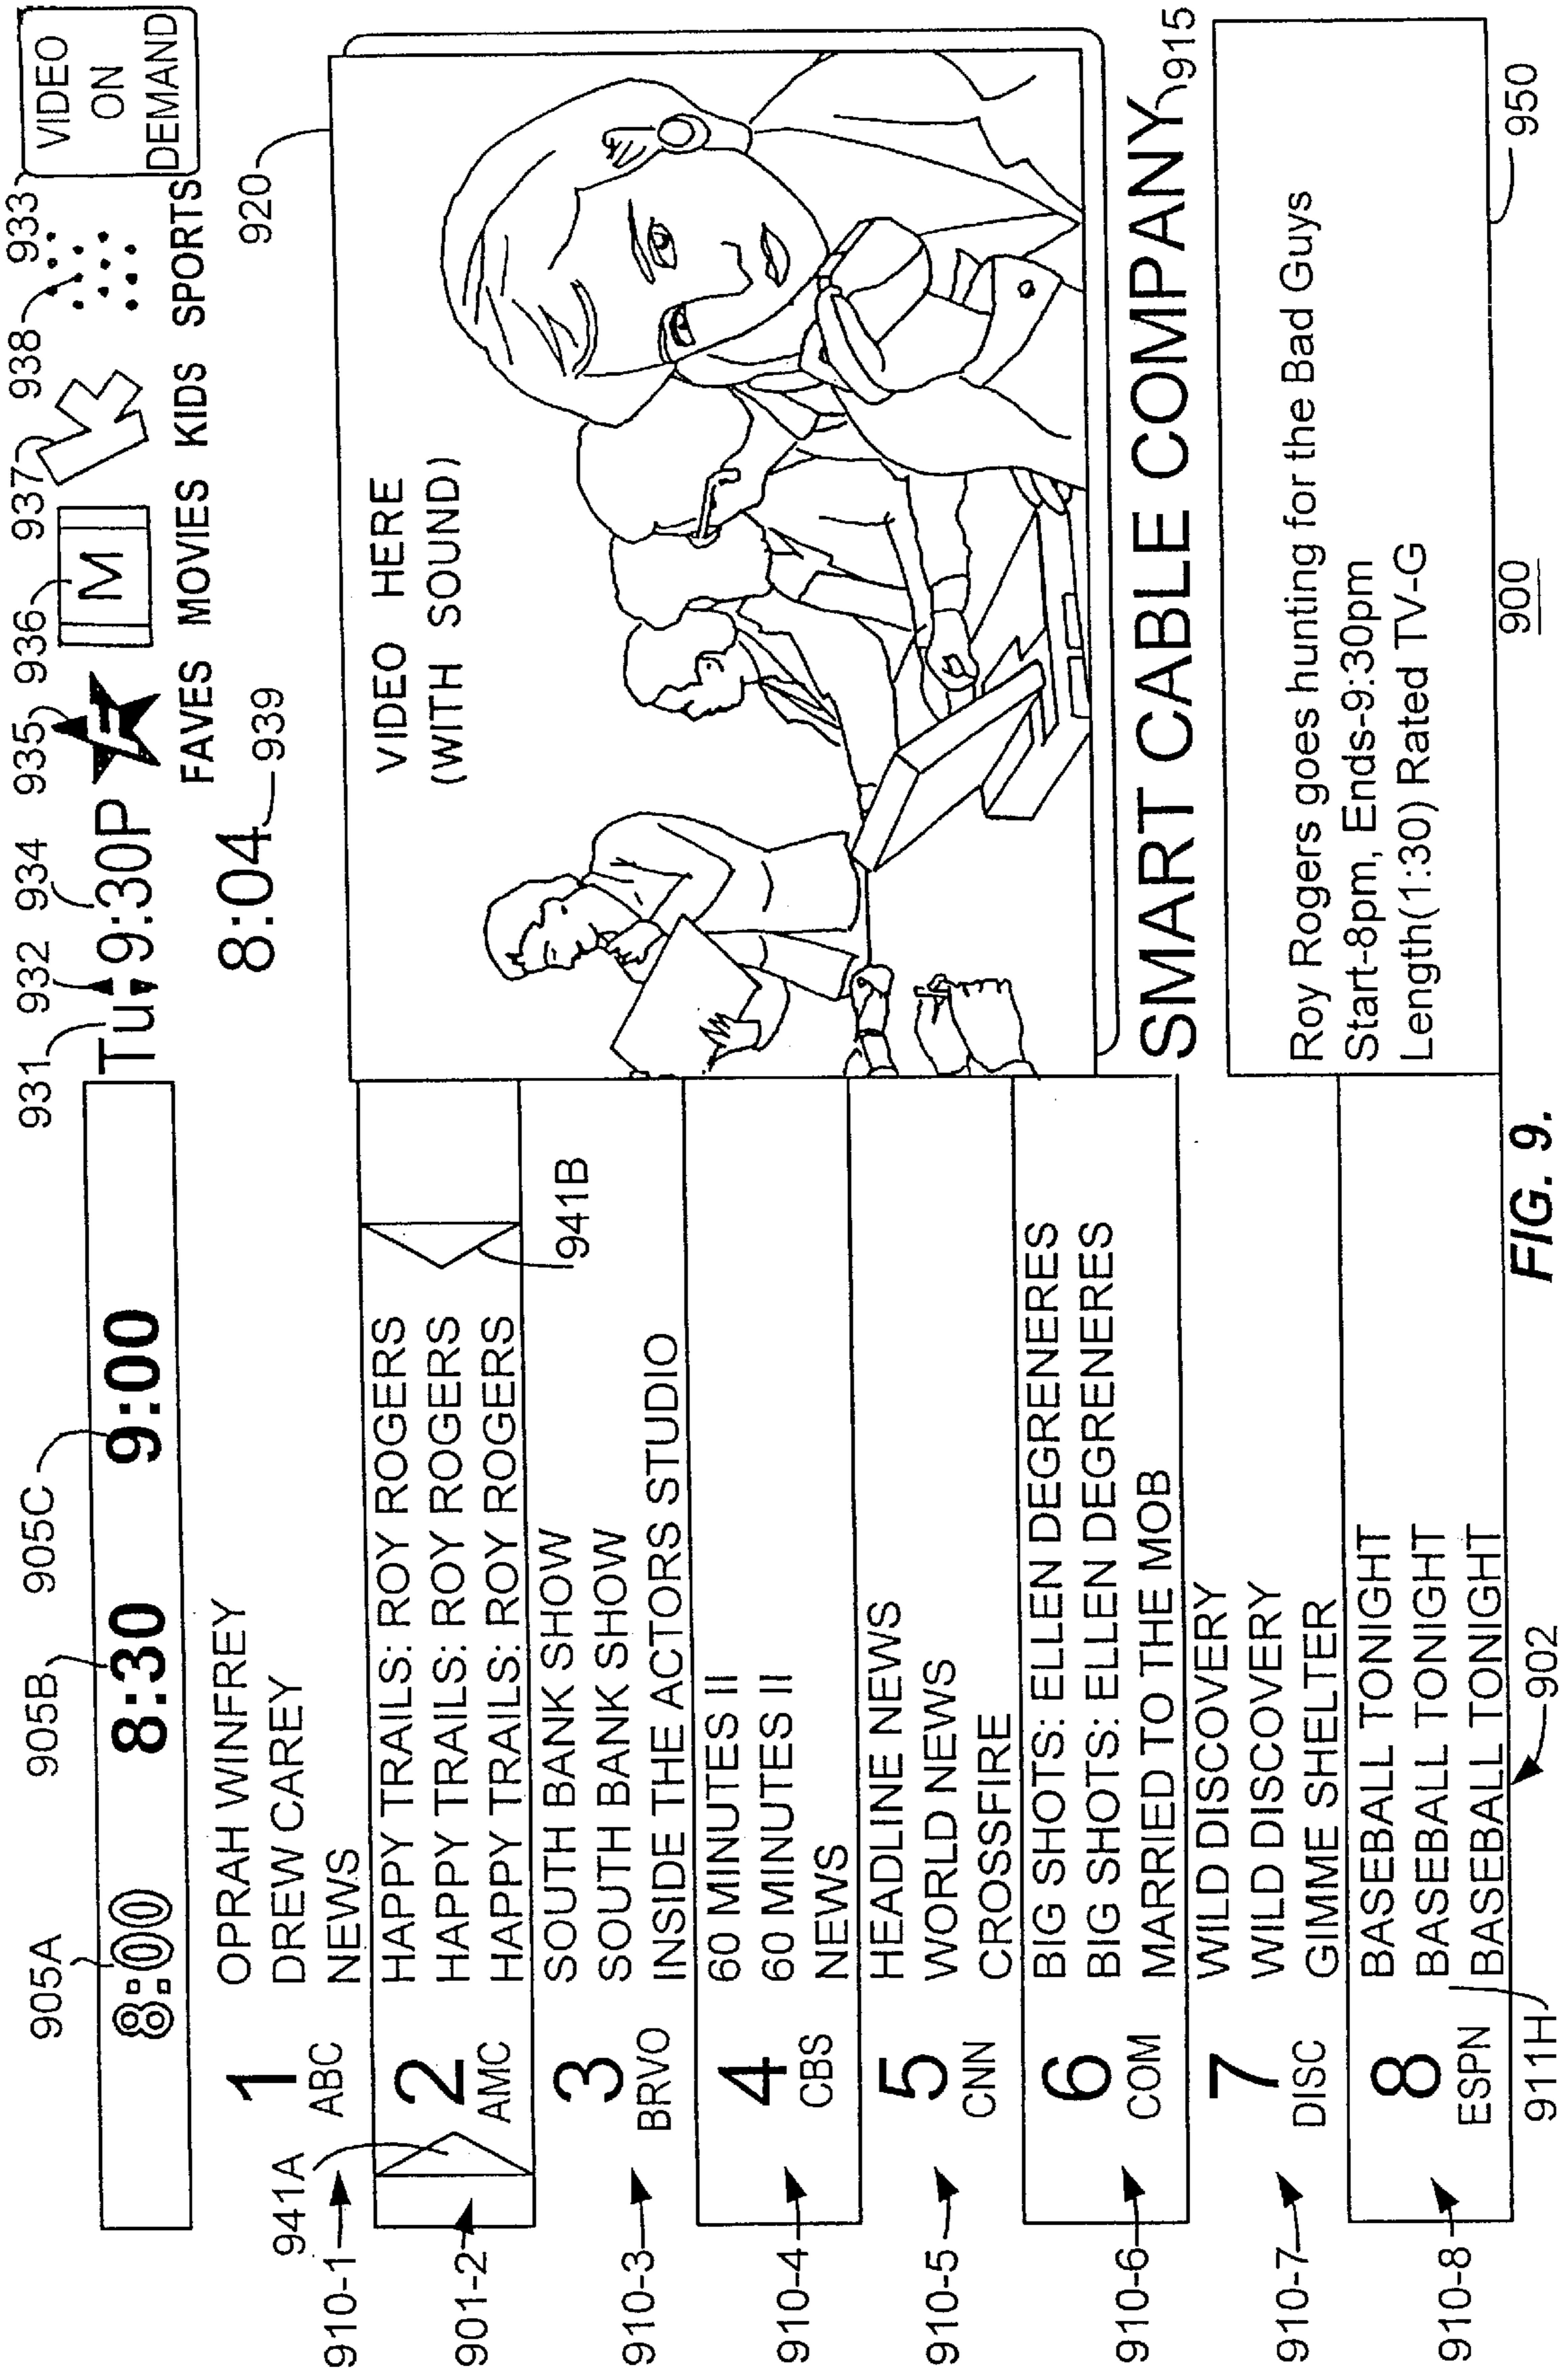 905A
905B
905C
931
932
934
935
936
937
938
933
8:00
8:30
9:00
Tu
9:30P
F
M
VIDEO
ON
DEMAND
FAVES
MOVIES
KIDS
SPORTS
8:04
939
920
VIDEO HERE
(WITH SOUND)
SMART CABLE COMPANY
915
Roy Rogers goes hunting for the Bad Guys
Start-8pm, Ends-9:30pm
Length(1:30) Rated TV-G
950
900
910-1
1
ABC
OPRAH WINFREY
DREW CAREY
NEWS
941A
901-2
2
AMC
HAPPY TRAILS: ROY ROGERS
HAPPY TRAILS: ROY ROGERS
HAPPY TRAILS: ROY ROGERS
941B
910-3
3
BRVO
SOUTH BANK SHOW
SOUTH BANK SHOW
INSIDE THE ACTORS STUDIO
910-4
4
CBS
60 MINUTES II
60 MINUTES II
NEWS
910-5
5
CNN
HEADLINE NEWS
WORLD NEWS
CROSSFIRE
910-6
6
COM
BIG SHOTS: ELLEN DEGRENERES
BIG SHOTS: ELLEN DEGRENERES
MARRIED TO THE MOB
910-7
7
DISC
WILD DISCOVERY
WILD DISCOVERY
GIMME SHELTER
910-8
8
ESPN
BASEBALL TONIGHT
BASEBALL TONIGHT
BASEBALL TONIGHT
911H
902
FIG. 9.